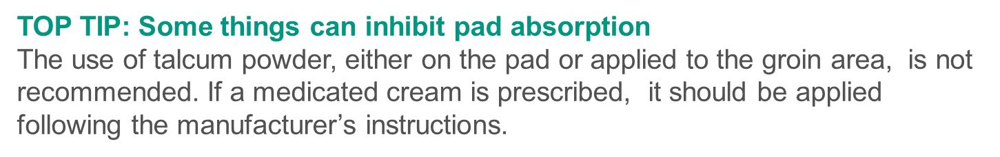 TOP TIP: Some things can inhibit pad absorption
The use of talcum powder, either on the pad or applied to the groin area,  is not
recommended. If a medicated cream is prescribed,  it should be applied
following the manufacturer’s instructions.